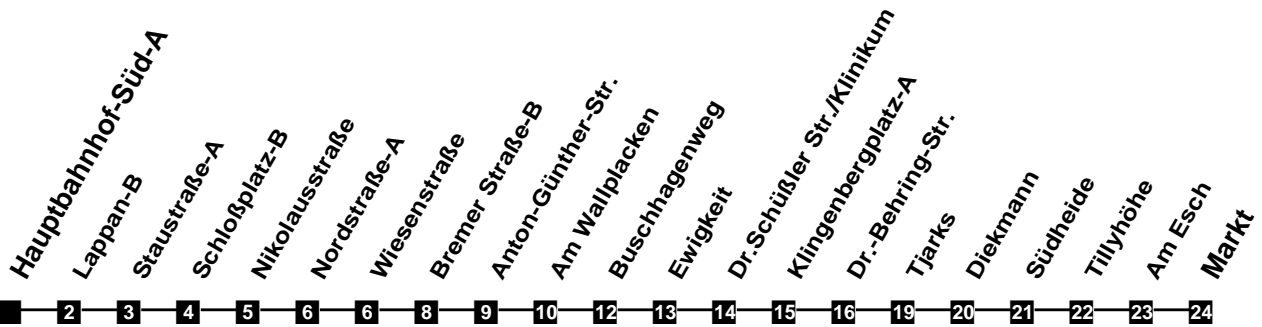 Hauptbahnhof-Süd-A
Lappan-B
Staustraße-A
Schloßplatz-B
Nikolausstraße
Nordstraße-A
Wiesenstraße
Bremer Straße-B
Anton-Günther-Str.
Am Wallplacken
Buschhagenweg
Ewigkeit
Dr.Schüßler Str./Klinikum
Klingenbergplatz-A
Dr.-Behring-Str.
Tjarks
Diekmann
Südheide
Tillyhöhe
Am Esch
Markt
2 3 4 5 6 6 8 9 10 12 13 14 15 16 19 20 21 22 23 24